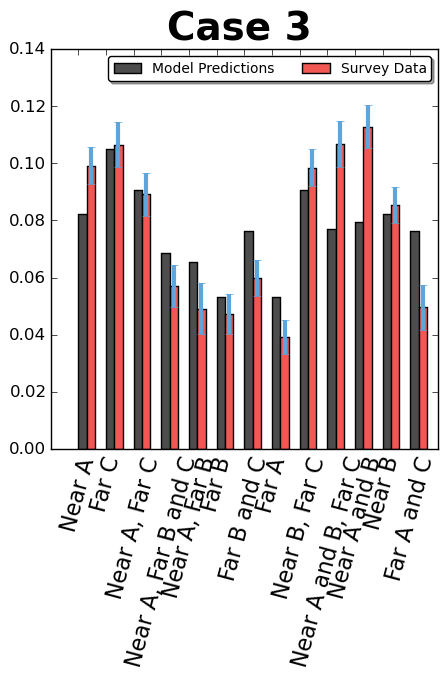 Case 3
Model Predictions
Survey Data
0.14
0.12
0.10
0.08
0.06
0.04
0.02
0.00
Near A
Far C
Near A, Far C
Near A, Far B and C
Near A, Far B
Far B
Far B and C
Far A
Near B, Far C
Near A and B, Far C
Near A, and B
Near B
Far A and C